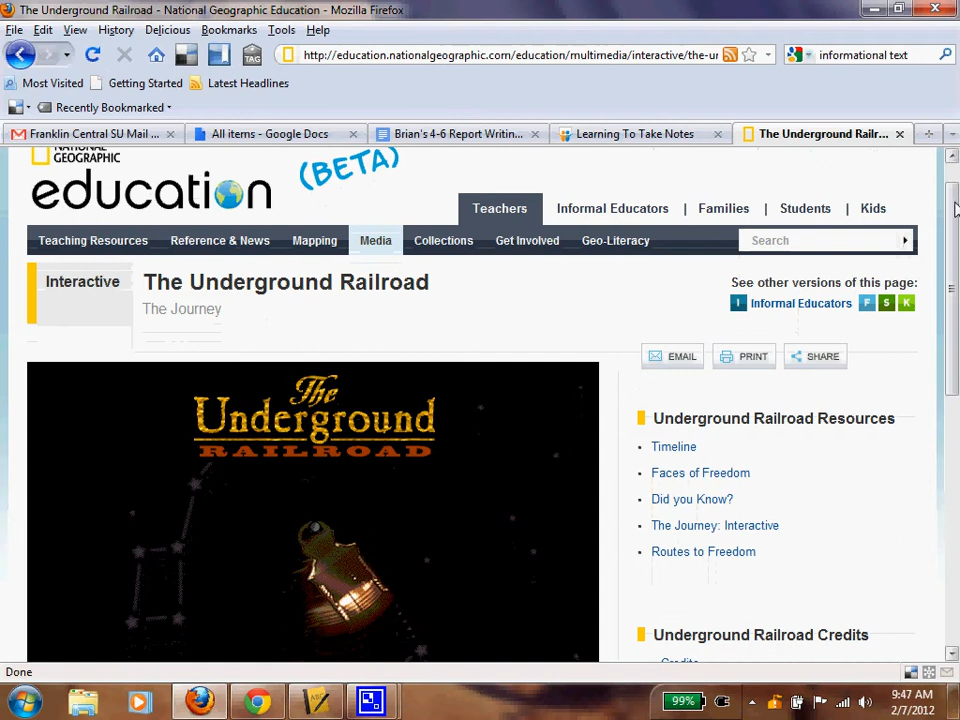 The Underground Railroad - National Geographic Education - Mozilla Firefox
File Edit View History Delicious Bookmarks Tools Help
TAG http://education.nationalgeographic.com/education/multimedia/interactive/the-ur informational text
Most Visited Getting Started Latest Headlines
Recently Bookmarked
Franklin Central SU Mail ... All items - Google Docs Brian's 4-6 Report Writin... Learning To Take Notes The Underground Railr...
NATIONAL
GEOGRAPHIC
education (BETA)
Teachers Informal Educators | Families | Students | Kids
Teaching Resources Reference & News Mapping Media Collections Get Involved Geo-Literacy Search
Interactive The Underground Railroad
The Journey
See other versions of this page:
I Informal Educators F S K
EMAIL PRINT SHARE
The
Underground
RAILROAD
Underground Railroad Resources
Timeline
Faces of Freedom
Did you Know?
The Journey: Interactive
Routes to Freedom
Underground Railroad Credits
Credits
Done
99%
9:47 AM
2/7/2012